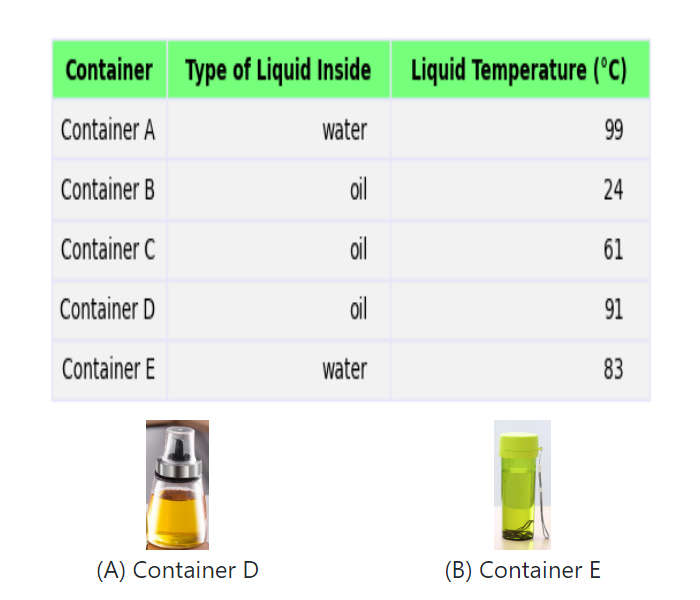 Container Type of Liquid Inside Liquid Temperature (°C)
Container A water 99
Container B oil 24
Container C oil 61
Container D oil 91
Container E water 83
(A) Container D (B) Container E